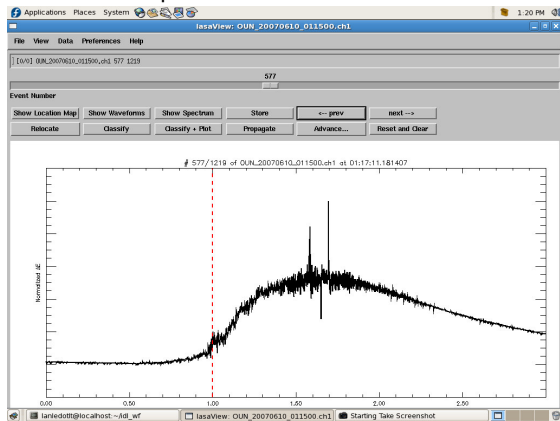 Applications Places System 1:20 PM
lasaView: OUN_20070610_011500.ch1
File View Data Preferences Help
[0/0] OUN_20070610_011500.ch1 577 1219
577
Event Number
Show Location Map Show Waveforms Show Spectrum Store <-- prev next -->
Relocate Classify Classify + Plot Propagate Advance... Reset and Clear
# 577/1219 of OUN_20070610_011500.ch1 at 01:17:11.181407
Normalized ΔE
0.00 0.50 1.00 1.50 2.00 2.50
lanledott@localhost:~/idl_wf lasaView: OUN_20070610_011500.ch1 Starting Take Screenshot